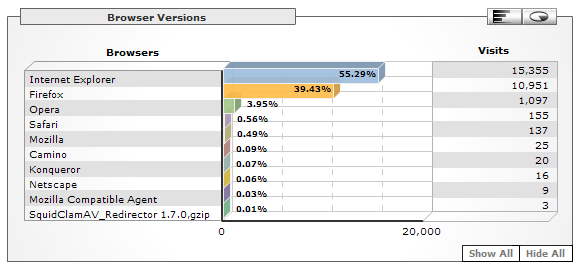 Browser Versions
Browsers
Visits
Internet Explorer 55.29% 15,355
Firefox 39.43% 10,951
Opera 3.95% 1,097
Safari 0.56% 155
Mozilla 0.49% 137
Camino 0.09% 25
Konqueror 0.07% 20
Netscape 0.06% 16
Mozilla Compatible Agent 0.03% 9
SquidClamAV_Redirector 1.7.0,gzip 0.01% 3
0 20,000
Show All Hide All